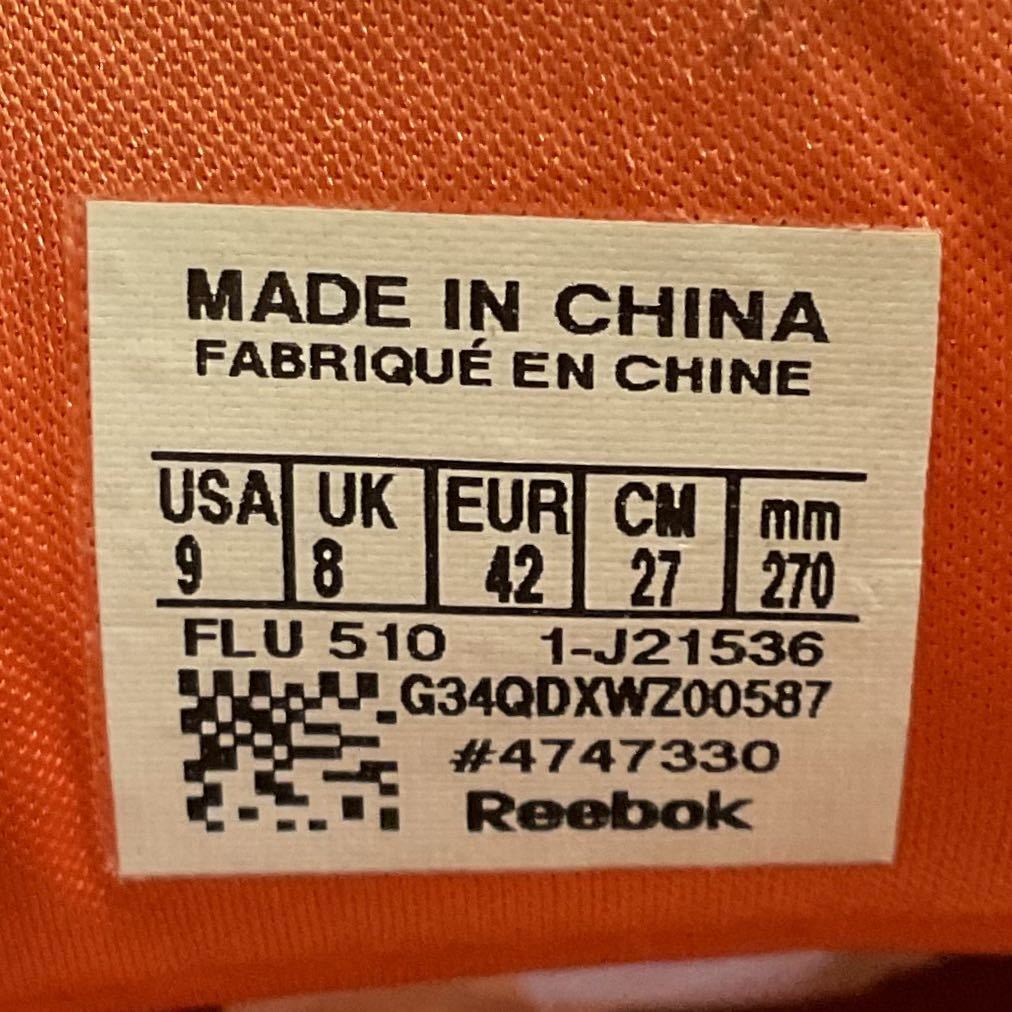 MADE IN CHINA
FABRIQUÉ EN CHINE
USA UK EUR CM mm
9 8 42 27 270
FLU 510 1-J21536
G34QDXWZ00587
#4747330
Reebok